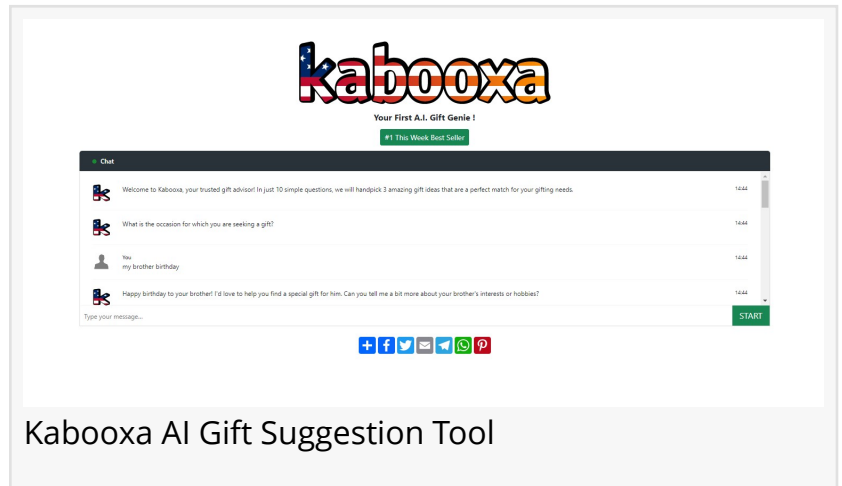 kabooxa
Your First A.I. Gift Genie !
#1 This Week Best Seller
Chat
Welcome to Kabooxa, your trusted gift advisor! In just 10 simple questions, we will handpick 3 amazing gift ideas that are a perfect match for your gifting needs.
14:44
What is the occasion for which you are seeking a gift?
14:44
You
14:44
my brother birthday
Happy birthday to your brother! I'd love to help you find a special gift for him. Can you tell me a bit more about your brother's interests or hobbies?
14:44
Type your message...
START
Kabooxa AI Gift Suggestion Tool